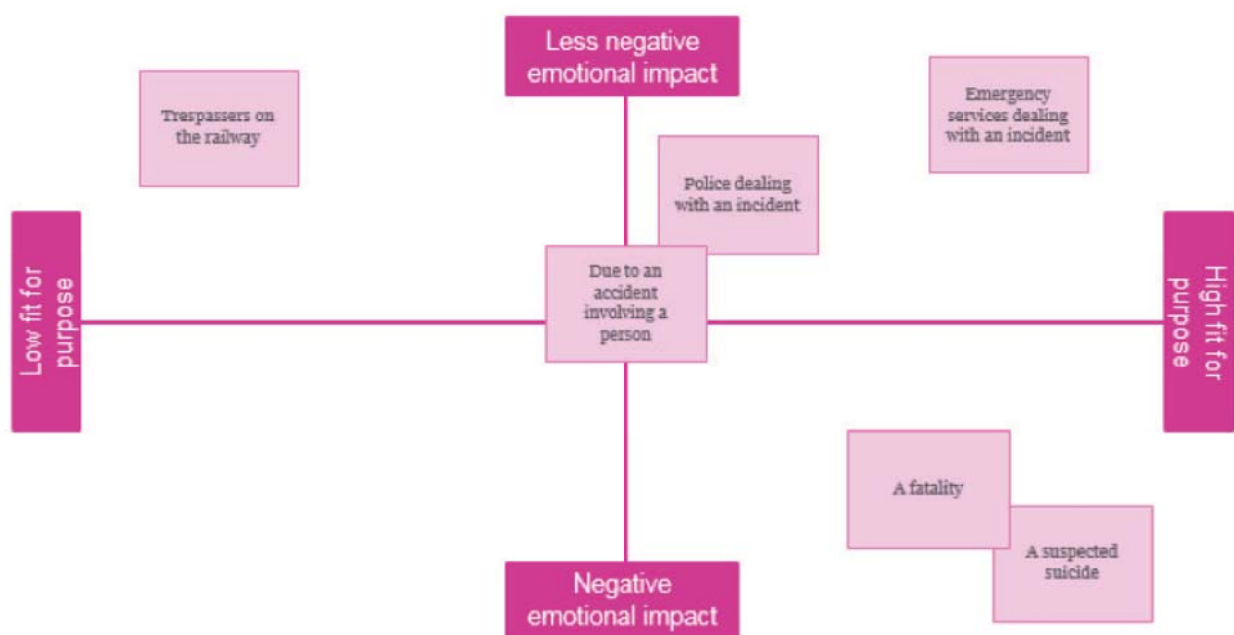 Less negative
emotional impact
Trespassers on
the railway
Emergency
services dealing
with an incident
Police dealing
with an incident
Low fit for
purpose
Due to an
accident
involving a
person
High fit for
purpose
A fatality
A suspected
suicide
Negative
emotional impact